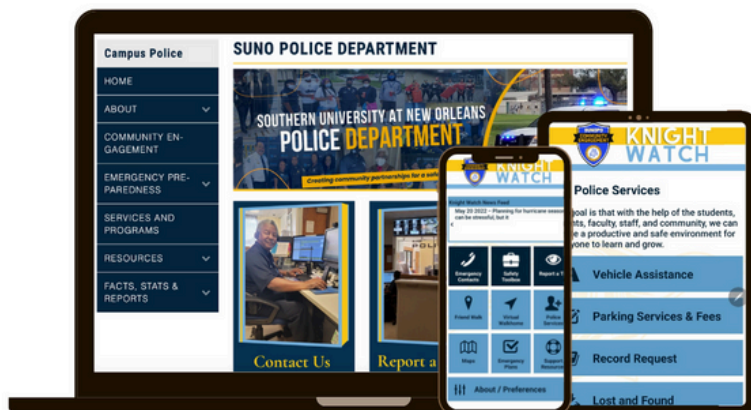 Campus Police
HOME
ABOUT
COMMUNITY EN-
GAGEMENT
EMERGENCY PRE-
PAREDNESS
SERVICES AND
PROGRAMS
RESOURCES
FACTS, STATS &
REPORTS
SUNO POLICE DEPARTMENT
SOUTHERN UNIVERSITY AT NEW ORLEANS
POLICE DEPARTMENT
Creating community partnerships for a safe
Contact Us
Report a
KNIGHT
WATCH
Knight Watch News Feed
May 20 2022 – Planning for hurricane season
can be stressful, but it
Emergency
Contacts
Safety
Toolbox
Report a T
Friend Walk
Virtual
Walkhome
Police
Services
Maps
Emergency
Plans
Support
Resources
About / Preferences
KNIGHT
WATCH
Police Services
goal is that with the help of the students,
nts, faculty, staff, and community, we can
e a productive and safe environment for
yone to learn and grow.
Vehicle Assistance
Parking Services & Fees
Record Request
Lost and Found